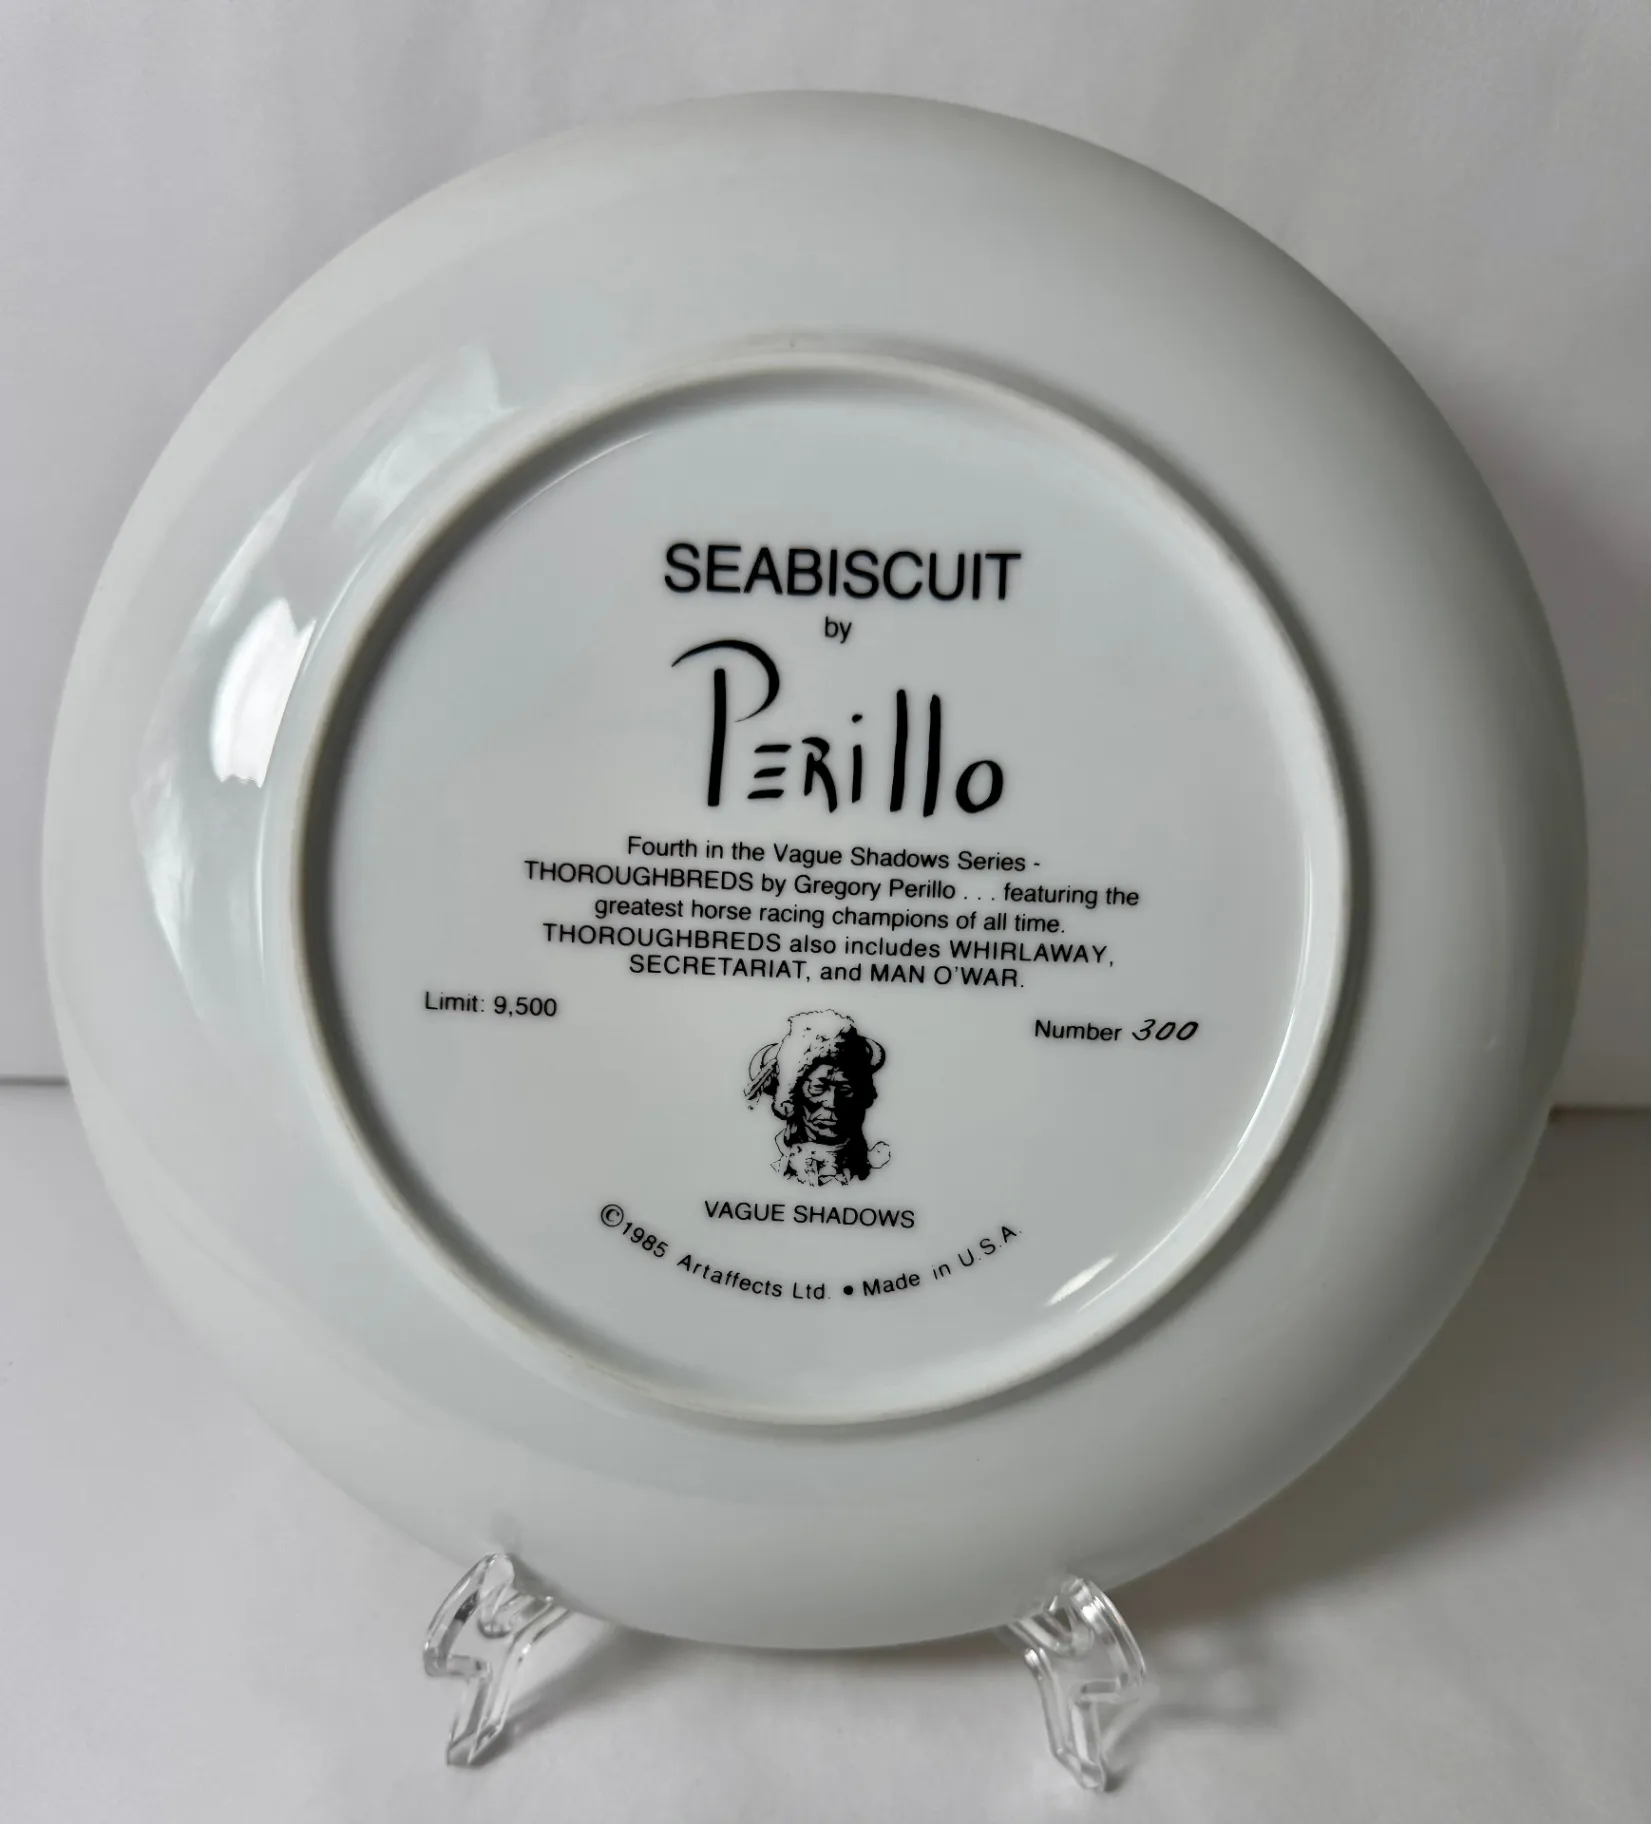 SEABISCUIT
by
PERillo
Fourth in the Vague Shadows Series -
THOROUGHBREDS by Gregory Perillo . . . featuring the
greatest horse racing champions of all time.
THOROUGHBREDS also includes WHIRLAWAY,
SECRETARIAT, and MAN O'WAR.
Limit: 9,500
Number 300
VAGUE SHADOWS
©1985 Artaffects Ltd. • Made in U.S.A.